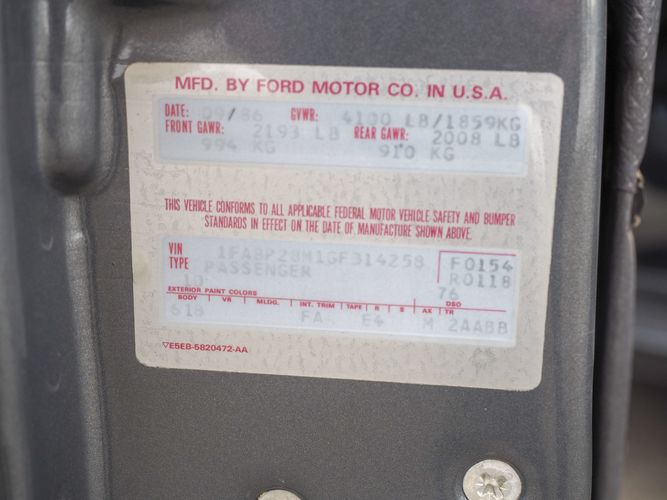 MFD. BY FORD MOTOR CO. IN U.S.A.
DATE: 09/86 GVWR: 4100 LB/1859KG
FRONT GAWR: 2193 LB REAR GAWR: 2008 LB
994 KG 910 KG
THIS VEHICLE CONFORMS TO ALL APPLICABLE FEDERAL MOTOR VEHICLE SAFETY AND BUMPER
STANDARDS IN EFFECT ON THE DATE OF MANUFACTURE SHOWN ABOVE.
VIN 1FABP28M1GF314258 F0154
TYPE PASSENGER R0118
76
EXTERIOR PAINT COLORS DSO
BODY VR MLDG. INT. TRIM TAPE R S AX TR
61B FA E4 M 2AABB
▽E5EB-5820472-AA